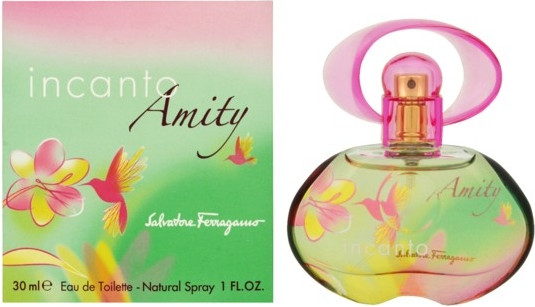 incanto
Amity
Salvatore Ferragamo
30 ml e Eau de Toilette - Natural Spray 1 FL.OZ.
Amity
incanto
Salvatore Ferragamo